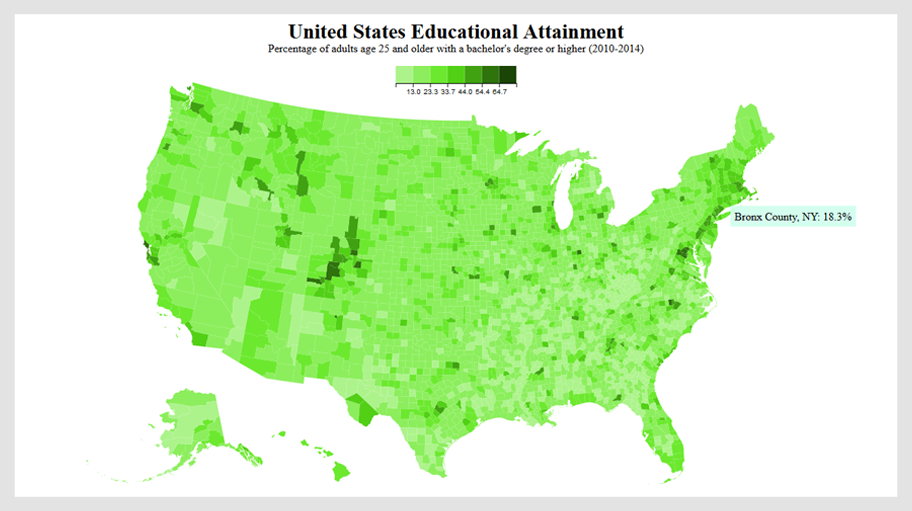 United States Educational Attainment
Percentage of adults age 25 and older with a bachelor's degree or higher (2010-2014)
13.0 23.3 33.7 44.0 54.4 64.7
Bronx County, NY: 18.3%